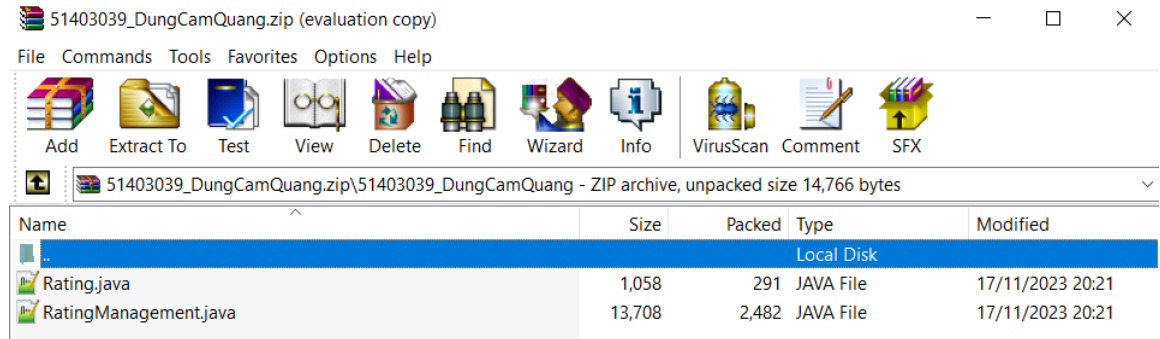 51403039_DungCamQuang.zip (evaluation copy)
File Commands Tools Favorites Options Help
Add Extract To Test View Delete Find Wizard Info VirusScan Comment SFX
51403039_DungCamQuang.zip\51403039_DungCamQuang - ZIP archive, unpacked size 14,766 bytes
Name Size Packed Type Modified
.. Local Disk
Rating.java 1,058 291 JAVA File 17/11/2023 20:21
RatingManagement.java 13,708 2,482 JAVA File 17/11/2023 20:21